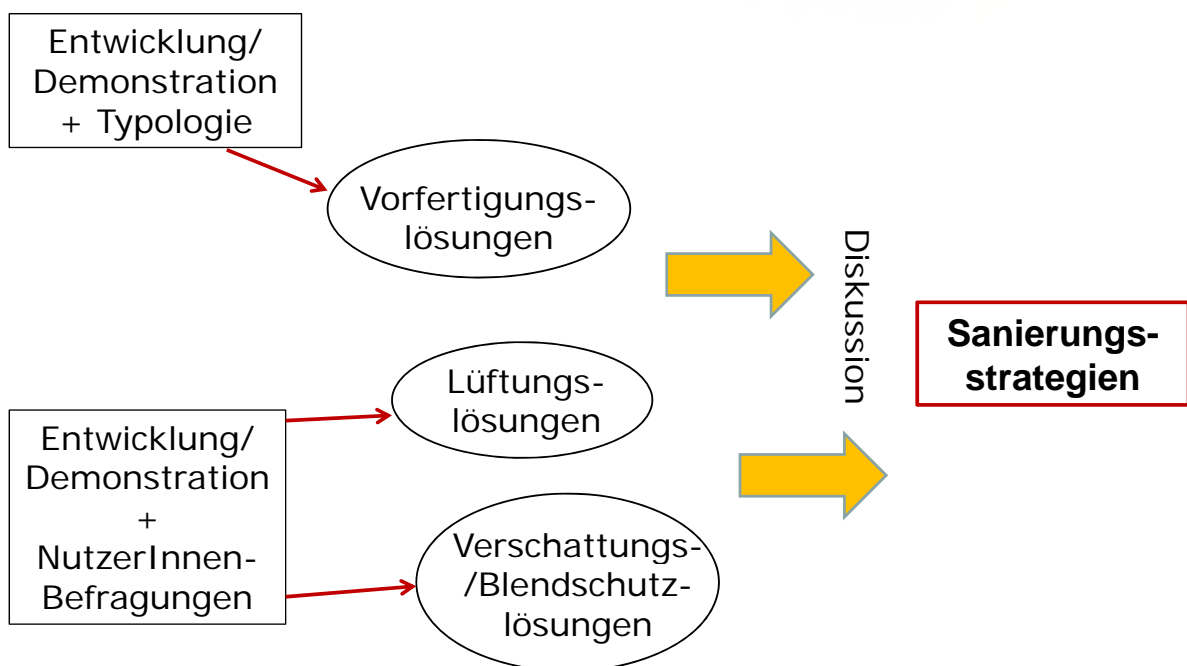 Entwicklung/
Demonstration
+ Typologie
Vorfertigungs-
lösungen
Diskussion
Sanierungs-
strategien
Lüftungs-
lösungen
Entwicklung/
Demonstration
+
NutzerInnen-
Befragungen
Verschattungs-
/Blendschutz-
lösungen